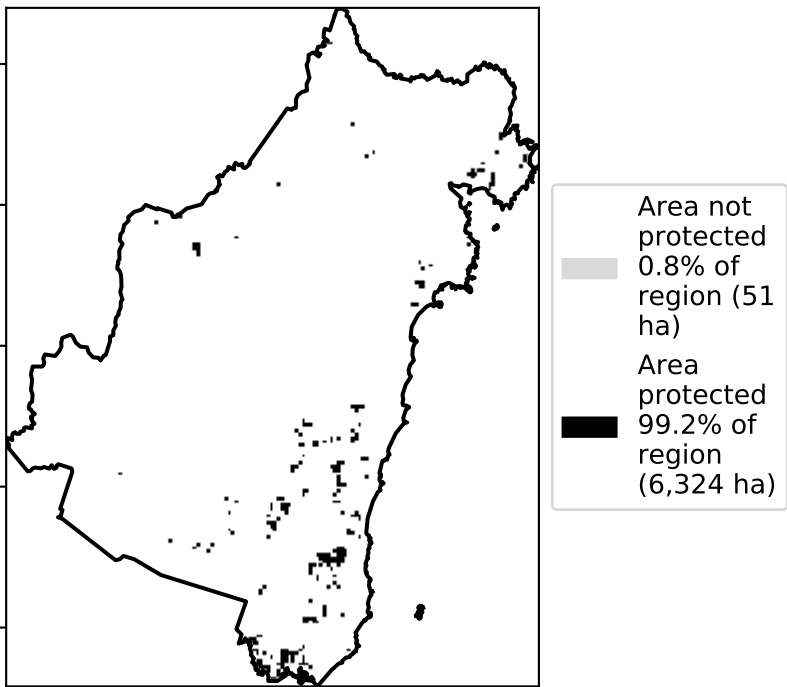 Area not
protected
0.8% of
region (51
ha)
Area
protected
99.2% of
region
(6,324 ha)